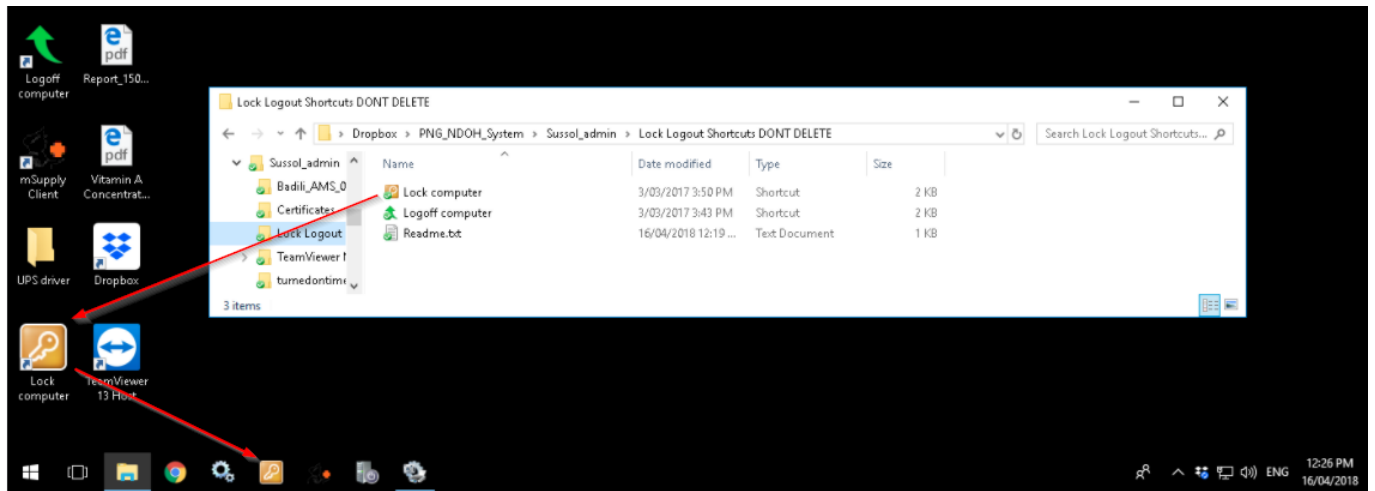 Logoff
computer
pdf
Report_150...
mSupply
Client
pdf
Vitamin A
Concentrat...
UPS driver
Dropbox
Lock
computer
TeamViewer
13 Host
Lock Logout Shortcuts DONT DELETE
Dropbox > PNG_NDOH_System > Sussol_admin > Lock Logout Shortcuts DONT DELETE
Search Lock Logout Shortcuts...
Sussol_admin
Badili_AMS_0
Certificates
Lock Logout
TeamViewer
turnedontime
Name Date modified Type Size
Lock computer 3/03/2017 3:50 PM Shortcut 2 KB
Logoff computer 3/03/2017 3:43 PM Shortcut 2 KB
Readme.txt 16/04/2018 12:19 ... Text Document 1 KB
3 items
ENG
12:26 PM
16/04/2018